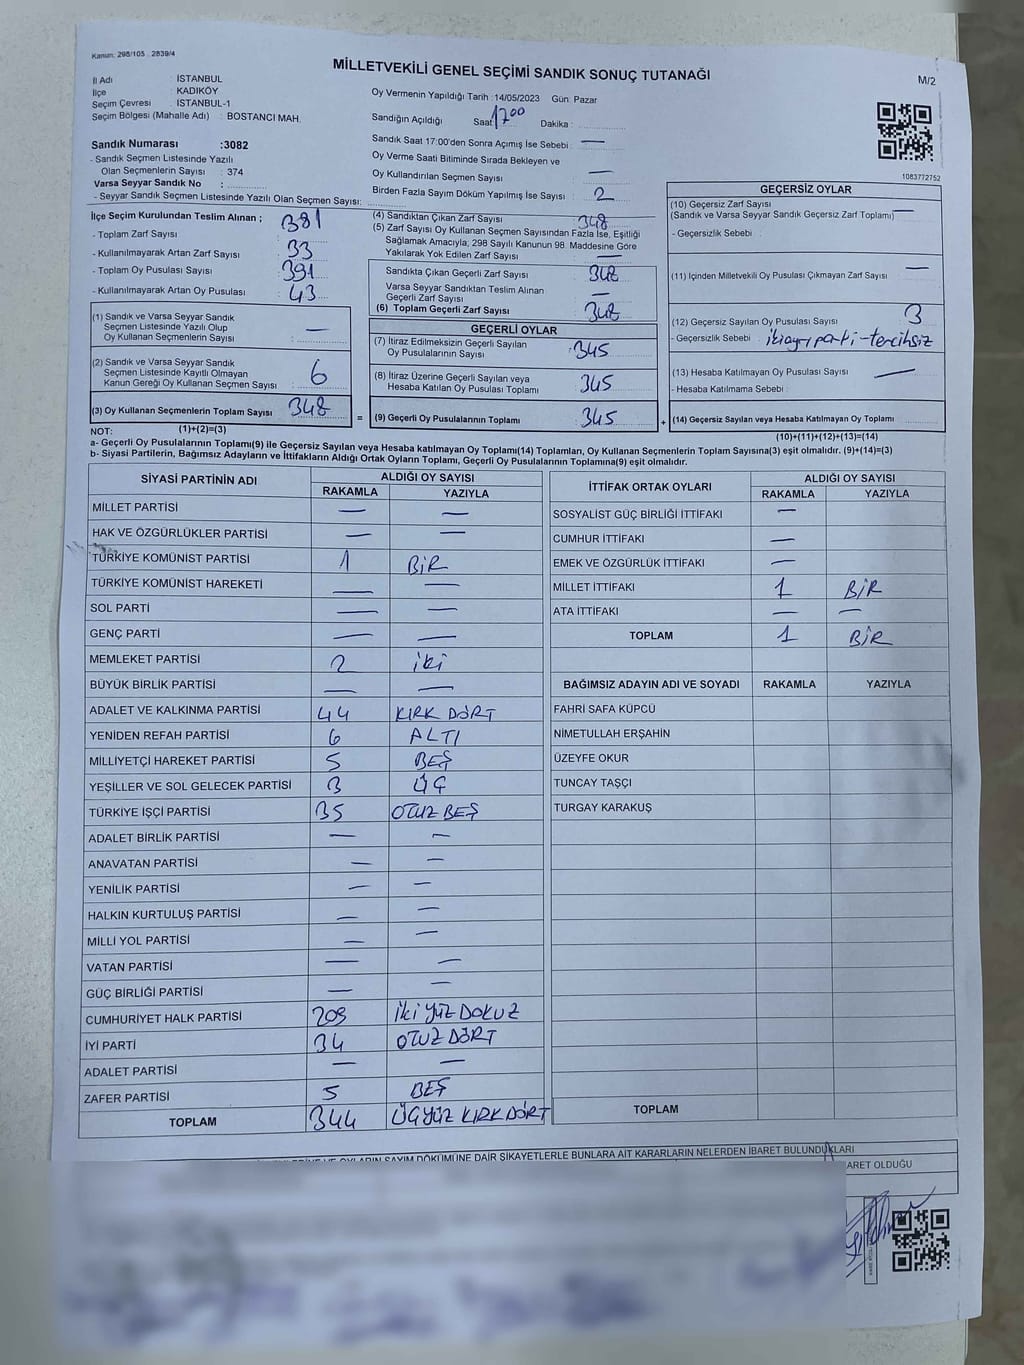 Kanun: 298/105 . 2839/4
MİLLETVEKİLİ GENEL SEÇİMİ SANDIK SONUÇ TUTANAĞI
M/2
İl Adı : İSTANBUL
İlçe : KADIKÖY
Seçim Çevresi : İSTANBUL-1
Seçim Bölgesi (Mahalle Adı) : BOSTANCI MAH.
Sandık Numarası :3082
- Sandık Seçmen Listesinde Yazılı
Olan Seçmenlerin Sayısı : 374
Varsa Seyyar Sandık No :
- Seyyar Sandık Seçmen Listesinde Yazılı Olan Seçmen Sayısı:
İlçe Seçim Kurulundan Teslim Alınan ;
- Toplam Zarf Sayısı : 381
- Kullanılmayarak Artan Zarf Sayısı : 33
- Toplam Oy Pusulası Sayısı : 391
- Kullanılmayarak Artan Oy Pusulası : 43
(1) Sandık ve Varsa Seyyar Sandık
Seçmen Listesinde Yazılı Olup
Oy Kullanan Seçmenlerin Sayısı : —
(2) Sandık ve Varsa Seyyar Sandık
Seçmen Listesinde Kayıtlı Olmayan
Kanun Gereği Oy Kullanan Seçmen Sayısı : 6
(3) Oy Kullanan Seçmenlerin Toplam Sayısı 348
Oy Vermenin Yapıldığı Tarih :14/05/2023 Gün: Pazar
Sandığın Açıldığı Saat 17 00 Dakika :
Sandık Saat 17:00'den Sonra Açımış İse Sebebi : —
Oy Verme Saati Bitiminde Sırada Bekleyen ve
Oy Kullandırılan Seçmen Sayısı —
Birden Fazla Sayım Döküm Yapılmış İse Sayısı : 2
(4) Sandıktan Çıkan Zarf Sayısı : 348
(5) Zarf Sayısı Oy Kullanan Seçmen Sayısından Fazla İse, Eşitliği
Sağlamak Amacıyla, 298 Sayılı Kanunun 98. Maddesine Göre
Yakılarak Yok Edilen Zarf Sayısı : —
Sandıkta Çıkan Geçerli Zarf Sayısı : 348
Varsa Seyyar Sandıktan Teslim Alınan
Geçerli Zarf Sayısı : —
(6) Toplam Geçerli Zarf Sayısı : 348
GEÇERLİ OYLAR
(7) İtiraz Edilmeksizin Geçerli Sayılan
Oy Pusulalarının Sayısı : 345
(8) İtiraz Üzerine Geçerli Sayılan veya
Hesaba Katılan Oy Pusulası Toplamı : 345
= (9) Geçerli Oy Pusulalarının Toplamı : 345
1083772752
GEÇERSİZ OYLAR
(10) Geçersiz Zarf Sayısı —
(Sandık ve Varsa Seyyar Sandık Geçersiz Zarf Toplamı)
- Geçersizlik Sebebi :
(11) İçinden Milletvekili Oy Pusulası Çıkmayan Zarf Sayısı : —
(12) Geçersiz Sayılan Oy Pusulası Sayısı : 3
- Geçersizlik Sebebi : iki ayrı parti-tercihsiz
(13) Hesaba Katılmayan Oy Pusulası Sayısı : —
- Hesaba Katılmama Sebebi :
+ (14) Geçersiz Sayılan veya Hesaba Katılmayan Oy Toplamı
NOT: (1)+(2)=(3) (10)+(11)+(12)+(13)=(14)
a- Geçerli Oy Pusulalarının Toplamı(9) ile Geçersiz Sayılan veya Hesaba katılmayan Oy Toplamı(14) Toplamları, Oy Kullanan Seçmenlerin Toplam Sayısına(3) eşit olmalıdır. (9)+(14)=(3)
b- Siyasi Partilerin, Bağımsız Adayların ve İttifakların Aldığı Ortak Oyların Toplamı, Geçerli Oy Pusulalarının Toplamına(9) eşit olmalıdır.
SİYASİ PARTİNİN ADI ALDIĞI OY SAYISI
RAKAMLA YAZIYLA
MİLLET PARTİSİ — —
HAK VE ÖZGÜRLÜKLER PARTİSİ — —
TÜRKİYE KOMÜNİST PARTİSİ 1 BİR
TÜRKİYE KOMÜNİST HAREKETİ — —
SOL PARTİ — —
GENÇ PARTİ — —
MEMLEKET PARTİSİ 2 iki
BÜYÜK BİRLİK PARTİSİ — —
ADALET VE KALKINMA PARTİSİ 44 KIRK DÖRT
YENİDEN REFAH PARTİSİ 6 ALTI
MİLLİYETÇİ HAREKET PARTİSİ 5 BEŞ
YEŞİLLER VE SOL GELECEK PARTİSİ 3 ÜÇ
TÜRKİYE İŞÇİ PARTİSİ 35 OTUZ BEŞ
ADALET BİRLİK PARTİSİ — —
ANAVATAN PARTİSİ — —
YENİLİK PARTİSİ — —
HALKIN KURTULUŞ PARTİSİ — —
MİLLİ YOL PARTİSİ — —
VATAN PARTİSİ — —
GÜÇ BİRLİĞİ PARTİSİ — —
CUMHURİYET HALK PARTİSİ 209 İki YÜZ DOKUZ
İYİ PARTİ 34 OTUZ DÖRT
ADALET PARTİSİ — —
ZAFER PARTİSİ 5 BEŞ
TOPLAM 344 ÜÇ YÜZ KIRK DÖRT
İTTİFAK ORTAK OYLARI ALDIĞI OY SAYISI
RAKAMLA YAZIYLA
SOSYALİST GÜÇ BİRLİĞİ İTTİFAKI —
CUMHUR İTTİFAKI —
EMEK VE ÖZGÜRLÜK İTTİFAKI —
MİLLET İTTİFAKI 1 BİR
ATA İTTİFAKI — —
TOPLAM 1 BİR
BAĞIMSIZ ADAYIN ADI VE SOYADI RAKAMLA YAZIYLA
FAHRİ SAFA KÜPCÜ
NİMETULLAH ERŞAHİN
ÜZEYFE OKUR
TUNCAY TAŞÇI
TURGAY KARAKUŞ
TOPLAM
OYLARIN SAYIM DÖKÜMÜNE DAİR ŞİKAYETLERLE BUNLARA AİT KARARLARIN NELERDEN İBARET BULUNDUKLARI
OLDUĞU